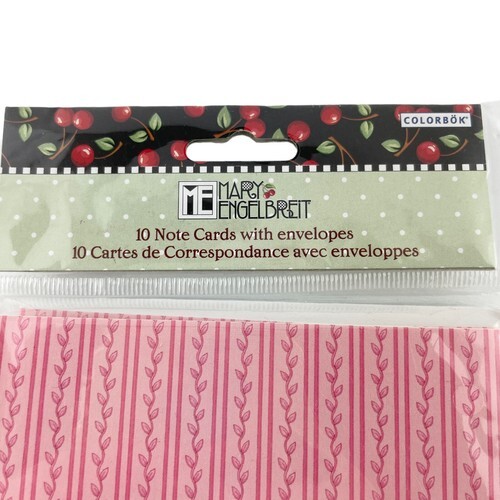 COLORBÖK
ME MARY
ENGELBREIT
10 Note Cards with envelopes
10 Cartes de Correspondance avec enveloppes